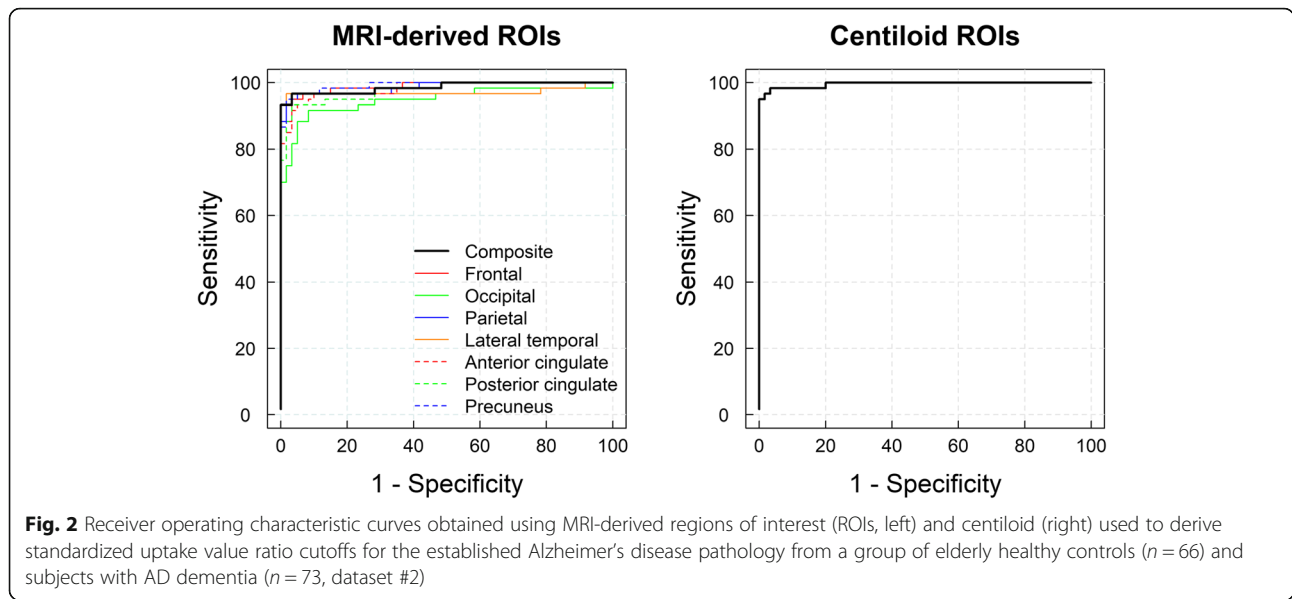 MRI-derived ROIs
Sensitivity
100
80
60
40
20
0
0 20 40 60 80 100
1 - Specificity
Composite
Frontal
Occipital
Parietal
Lateral temporal
Anterior cingulate
Posterior cingulate
Precuneus
Centiloid ROIs
Sensitivity
100
80
60
40
20
0
0 20 40 60 80 100
1 - Specificity
Fig. 2 Receiver operating characteristic curves obtained using MRI-derived regions of interest (ROIs, left) and centiloid (right) used to derive
standardized uptake value ratio cutoffs for the established Alzheimer's disease pathology from a group of elderly healthy controls (n = 66) and
subjects with AD dementia (n = 73, dataset #2)